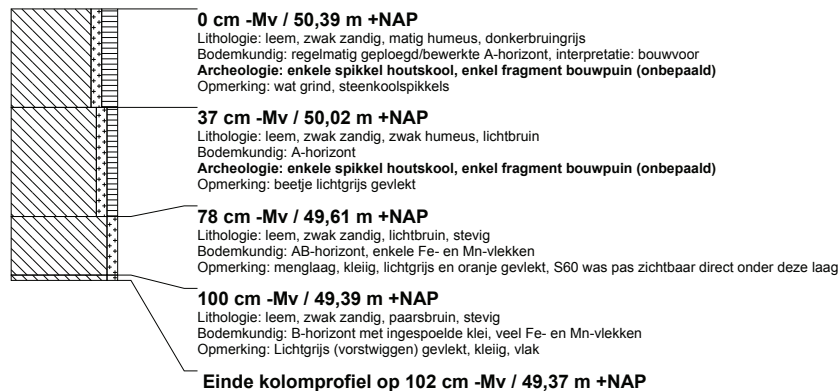 0 cm -Mv / 50,39 m +NAP
Lithologie: leem, zwak zandig, matig humeus, donkerbruingrijs
Bodemkundig: regelmatig geploegd/bewerkte A-horizont, interpretatie: bouwvoor
Archeologie: enkele spikkel houtskool, enkel fragment bouwpuin (onbepaald)
Opmerking: wat grind, steenkoolspikkels
37 cm -Mv / 50,02 m +NAP
Lithologie: leem, zwak zandig, zwak humeus, lichtbruin
Bodemkundig: A-horizont
Archeologie: enkele spikkel houtskool, enkel fragment bouwpuin (onbepaald)
Opmerking: beetje lichtgrijs gevlekt
78 cm -Mv / 49,61 m +NAP
Lithologie: leem, zwak zandig, lichtbruin, stevig
Bodemkundig: AB-horizont, enkele Fe- en Mn-vlekken
Opmerking: menglaag, kleiig, lichtgrijs en oranje gevlekt, S60 was pas zichtbaar direct onder deze laag
100 cm -Mv / 49,39 m +NAP
Lithologie: leem, zwak zandig, paarsbruin, stevig
Bodemkundig: B-horizont met ingespoelde klei, veel Fe- en Mn-vlekken
Opmerking: Lichtgrijs (vorstwiggen) gevlekt, kleiig, vlak
Einde kolomprofiel op 102 cm -Mv / 49,37 m +NAP